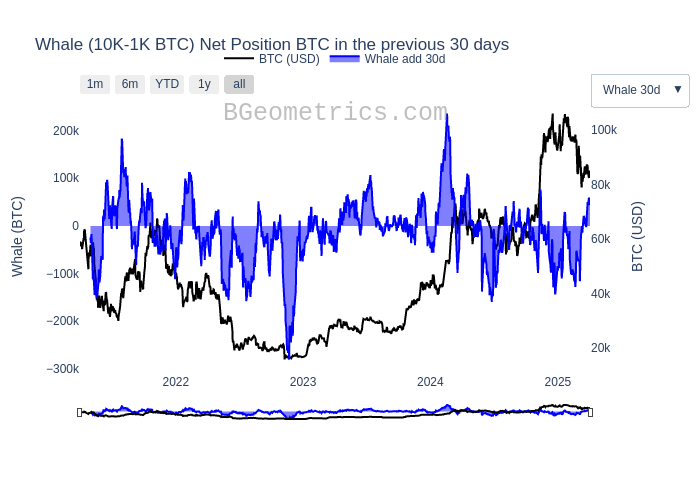 Whale (10K-1K BTC) Net Position BTC in the previous 30 days
BTC (USD) Whale add 30d
1m 6m YTD 1y all
Whale 30d ▼
BGeometrics.com
200k
100k
0
−100k
−200k
−300k
Whale (BTC)
100k
80k
60k
40k
20k
BTC (USD)
2022 2023 2024 2025